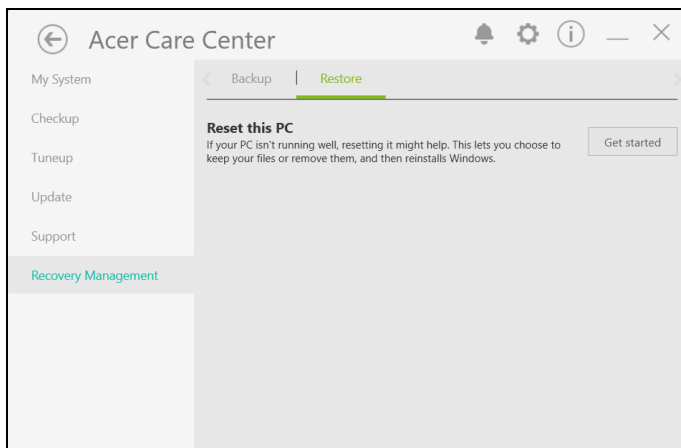 Acer Care Center
My System
Checkup
Tuneup
Update
Support
Recovery Management
Backup | Restore
Reset this PC
If your PC isn't running well, resetting it might help. This lets you choose to
keep your files or remove them, and then reinstalls Windows.
Get started